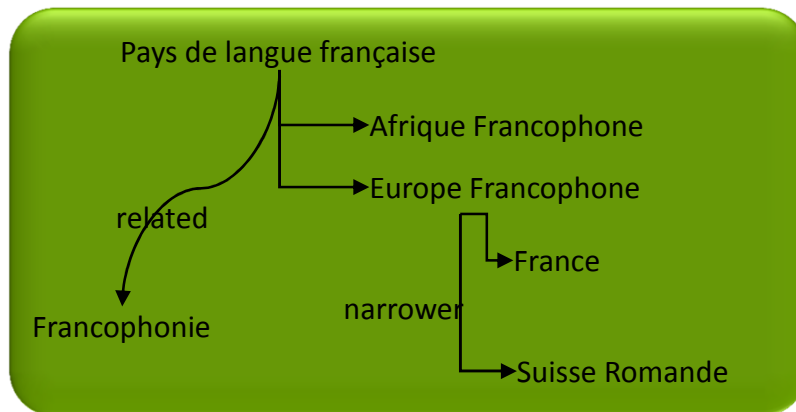 Pays de langue française
Afrique Francophone
Europe Francophone
related
France
narrower
Francophonie
Suisse Romande